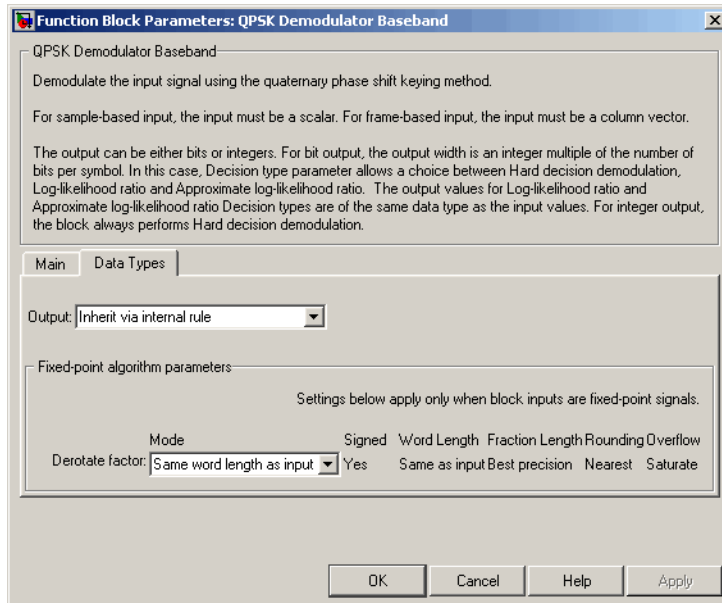 Function Block Parameters: QPSK Demodulator Baseband
QPSK Demodulator Baseband
Demodulate the input signal using the quaternary phase shift keying method.
For sample-based input, the input must be a scalar. For frame-based input, the input must be a column vector.
The output can be either bits or integers. For bit output, the output width is an integer multiple of the number of
bits per symbol. In this case, Decision type parameter allows a choice between Hard decision demodulation,
Log-likelihood ratio and Approximate log-likelihood ratio. The output values for Log-likelihood ratio and
Approximate log-likelihood ratio Decision types are of the same data type as the input values. For integer output,
the block always performs Hard decision demodulation.
Main Data Types
Output: Inherit via internal rule
Fixed-point algorithm parameters
Settings below apply only when block inputs are fixed-point signals.
Mode Signed Word Length Fraction Length Rounding Overflow
Derotate factor: Same word length as input Yes Same as input Best precision Nearest Saturate
OK Cancel Help Apply